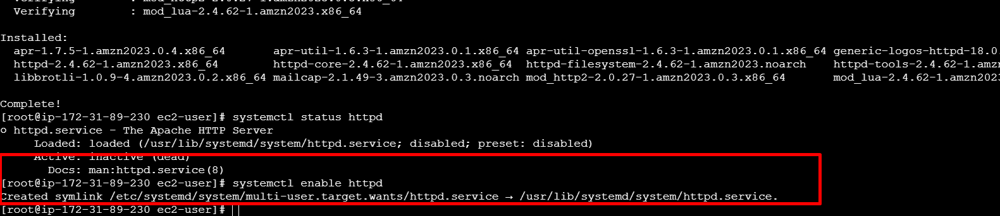 Verifying        : mod_lua-2.4.62-1.amzn2023.x86_64
Installed:
apr-1.7.5-1.amzn2023.0.4.x86_64 apr-util-1.6.3-1.amzn2023.0.1.x86_64 apr-util-openssl-1.6.3-1.amzn2023.0.1.x86_64 generic-logos-httpd-18.0.
httpd-2.4.62-1.amzn2023.x86_64 httpd-core-2.4.62-1.amzn2023.x86_64 httpd-filesystem-2.4.62-1.amzn2023.noarch httpd-tools-2.4.62-1.amzn
libbrotli-1.0.9-4.amzn2023.0.2.x86_64 mailcap-2.1.49-3.amzn2023.0.3.noarch mod_http2-2.0.27-1.amzn2023.0.3.x86_64 mod_lua-2.4.62-1.amzn2023
Complete!
[root@ip-172-31-89-230 ec2-user]# systemctl status httpd
○ httpd.service - The Apache HTTP Server
Loaded: loaded (/usr/lib/systemd/system/httpd.service; disabled; preset: disabled)
Active: inactive (dead)
Docs: man:httpd.service(8)
[root@ip-172-31-89-230 ec2-user]# systemctl enable httpd
Created symlink /etc/systemd/system/multi-user.target.wants/httpd.service → /usr/lib/systemd/system/httpd.service.
[root@ip-172-31-89-230 ec2-user]#